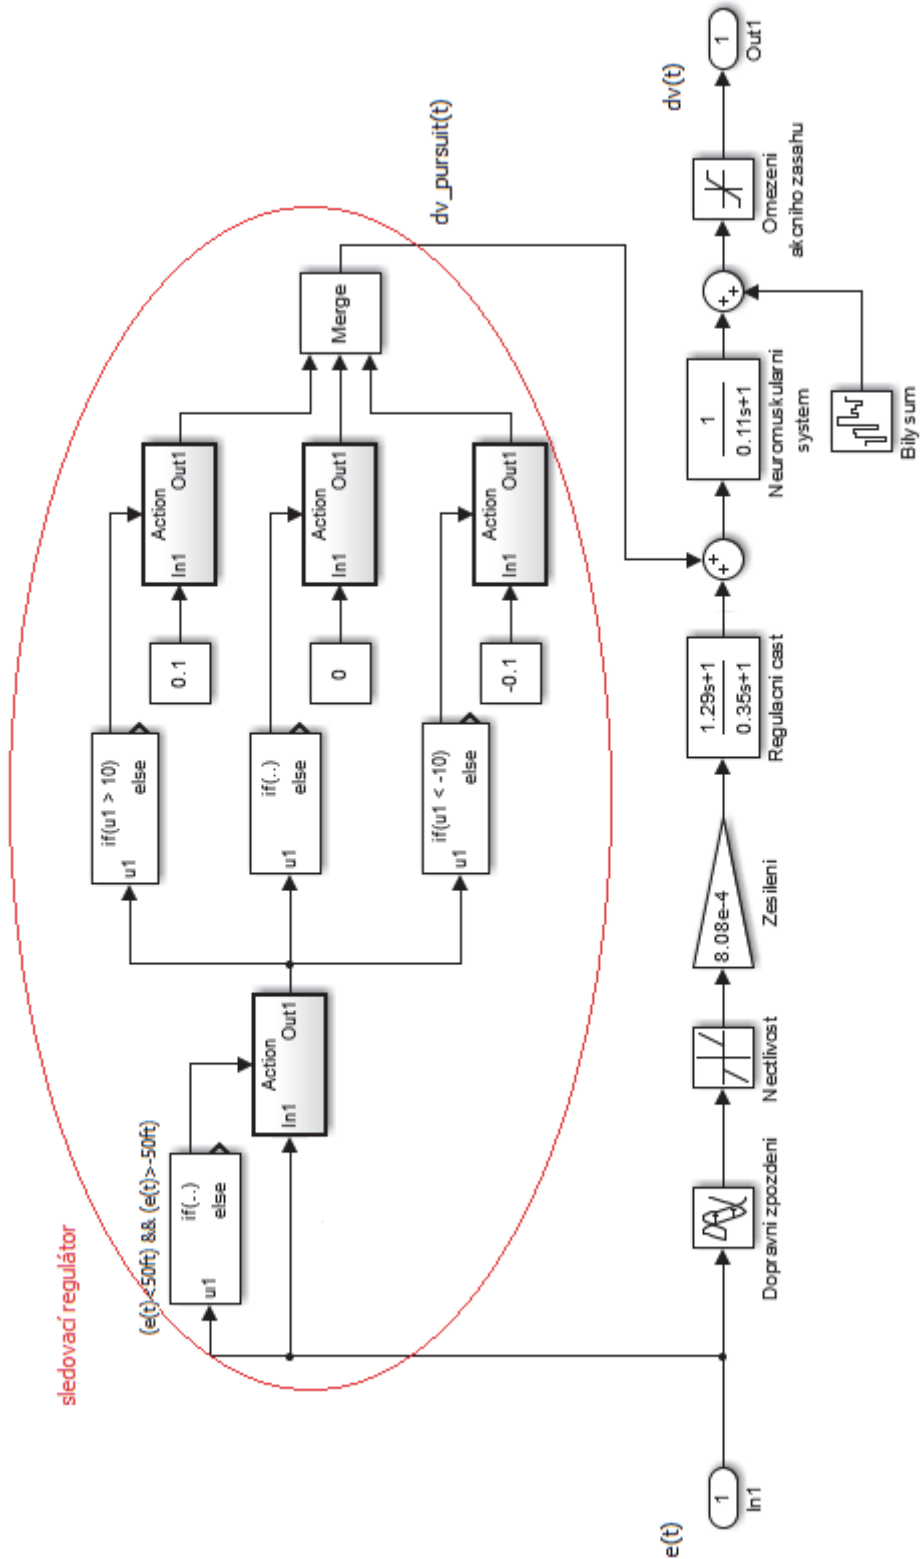 sledovací regulátor
(e(t)<50ft) && (e(t)>-50ft)
u1
if(..)
else
Action
In1
Out1
u1
if(u1 > 10)
else
u1
if(..)
else
u1
if(u1 < -10)
else
0.1
0
-0.1
Action
In1
Out1
Action
In1
Out1
Action
In1
Out1
Merge
dv_pursuit(t)
e(t)
1
In1
Dopravni zpozdeni
Nectlivost
8.08e-4
Zesileni
1.29s+1
0.35s+1
Regulacni cast
+
+
1
0.11s+1
Neuromuskularni
system
+
+
Bily sum
Omezeni
akcniho zasahu
dv(t)
1
Out1